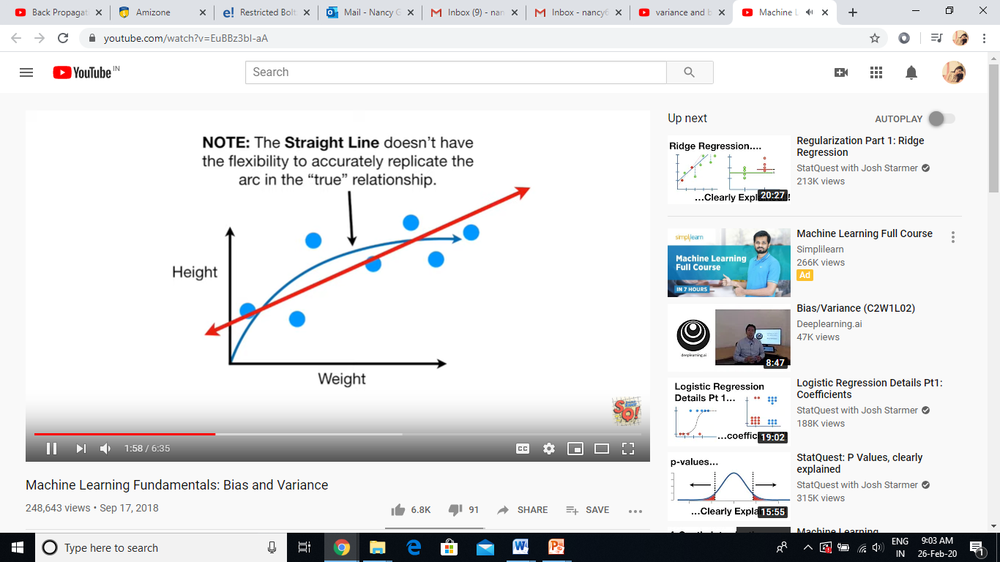 Back Propagat
Amizone
Restricted Bolt
Mail - Nancy G
Inbox (9) - nan
Inbox - nancy6
variance and b
Machine L
youtube.com/watch?v=EuBBz3bI-aA
YouTube IN
Search
NOTE: The Straight Line doesn't have
the flexibility to accurately replicate the
arc in the “true” relationship.
Height
Weight
SQ!
1:58 / 6:35
CC
Machine Learning Fundamentals: Bias and Variance
248,643 views • Sep 17, 2018
6.8K
91
SHARE
SAVE
Up next
AUTOPLAY
Ridge Regression....
...Clearly Expl
20:27
Regularization Part 1: Ridge
Regression
StatQuest with Josh Starmer
213K views
simplilearn
Machine Learning
Full Course
IN 7 HOURS
Machine Learning Full Course
Simplilearn
266K views
Ad
deeplearning.ai
8:47
Bias/Variance (C2W1L02)
Deeplearning.ai
47K views
Logistic Regression
Details Pt 1...
...coeffic
19:02
Logistic Regression Details Pt1:
Coefficients
StatQuest with Josh Starmer
188K views
p-values...
...Clearly Expla
15:55
StatQuest: P Values, clearly
explained
StatQuest with Josh Starmer
315K views
Machine Learning
Type here to search
ENG
IN
9:03 AM
26-Feb-20
1